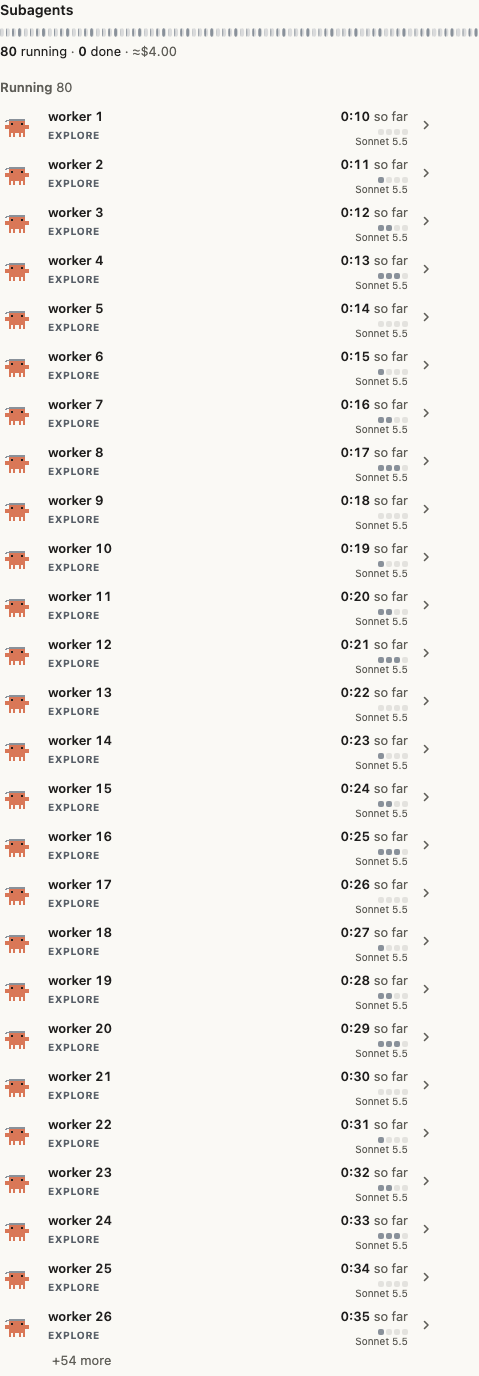 Subagents
80 running · 0 done · ≈$4.00
Running 80
worker 1 0:10 so far
EXPLORE Sonnet 5.5
worker 2 0:11 so far
EXPLORE Sonnet 5.5
worker 3 0:12 so far
EXPLORE Sonnet 5.5
worker 4 0:13 so far
EXPLORE Sonnet 5.5
worker 5 0:14 so far
EXPLORE Sonnet 5.5
worker 6 0:15 so far
EXPLORE Sonnet 5.5
worker 7 0:16 so far
EXPLORE Sonnet 5.5
worker 8 0:17 so far
EXPLORE Sonnet 5.5
worker 9 0:18 so far
EXPLORE Sonnet 5.5
worker 10 0:19 so far
EXPLORE Sonnet 5.5
worker 11 0:20 so far
EXPLORE Sonnet 5.5
worker 12 0:21 so far
EXPLORE Sonnet 5.5
worker 13 0:22 so far
EXPLORE Sonnet 5.5
worker 14 0:23 so far
EXPLORE Sonnet 5.5
worker 15 0:24 so far
EXPLORE Sonnet 5.5
worker 16 0:25 so far
EXPLORE Sonnet 5.5
worker 17 0:26 so far
EXPLORE Sonnet 5.5
worker 18 0:27 so far
EXPLORE Sonnet 5.5
worker 19 0:28 so far
EXPLORE Sonnet 5.5
worker 20 0:29 so far
EXPLORE Sonnet 5.5
worker 21 0:30 so far
EXPLORE Sonnet 5.5
worker 22 0:31 so far
EXPLORE Sonnet 5.5
worker 23 0:32 so far
EXPLORE Sonnet 5.5
worker 24 0:33 so far
EXPLORE Sonnet 5.5
worker 25 0:34 so far
EXPLORE Sonnet 5.5
worker 26 0:35 so far
EXPLORE Sonnet 5.5
+54 more